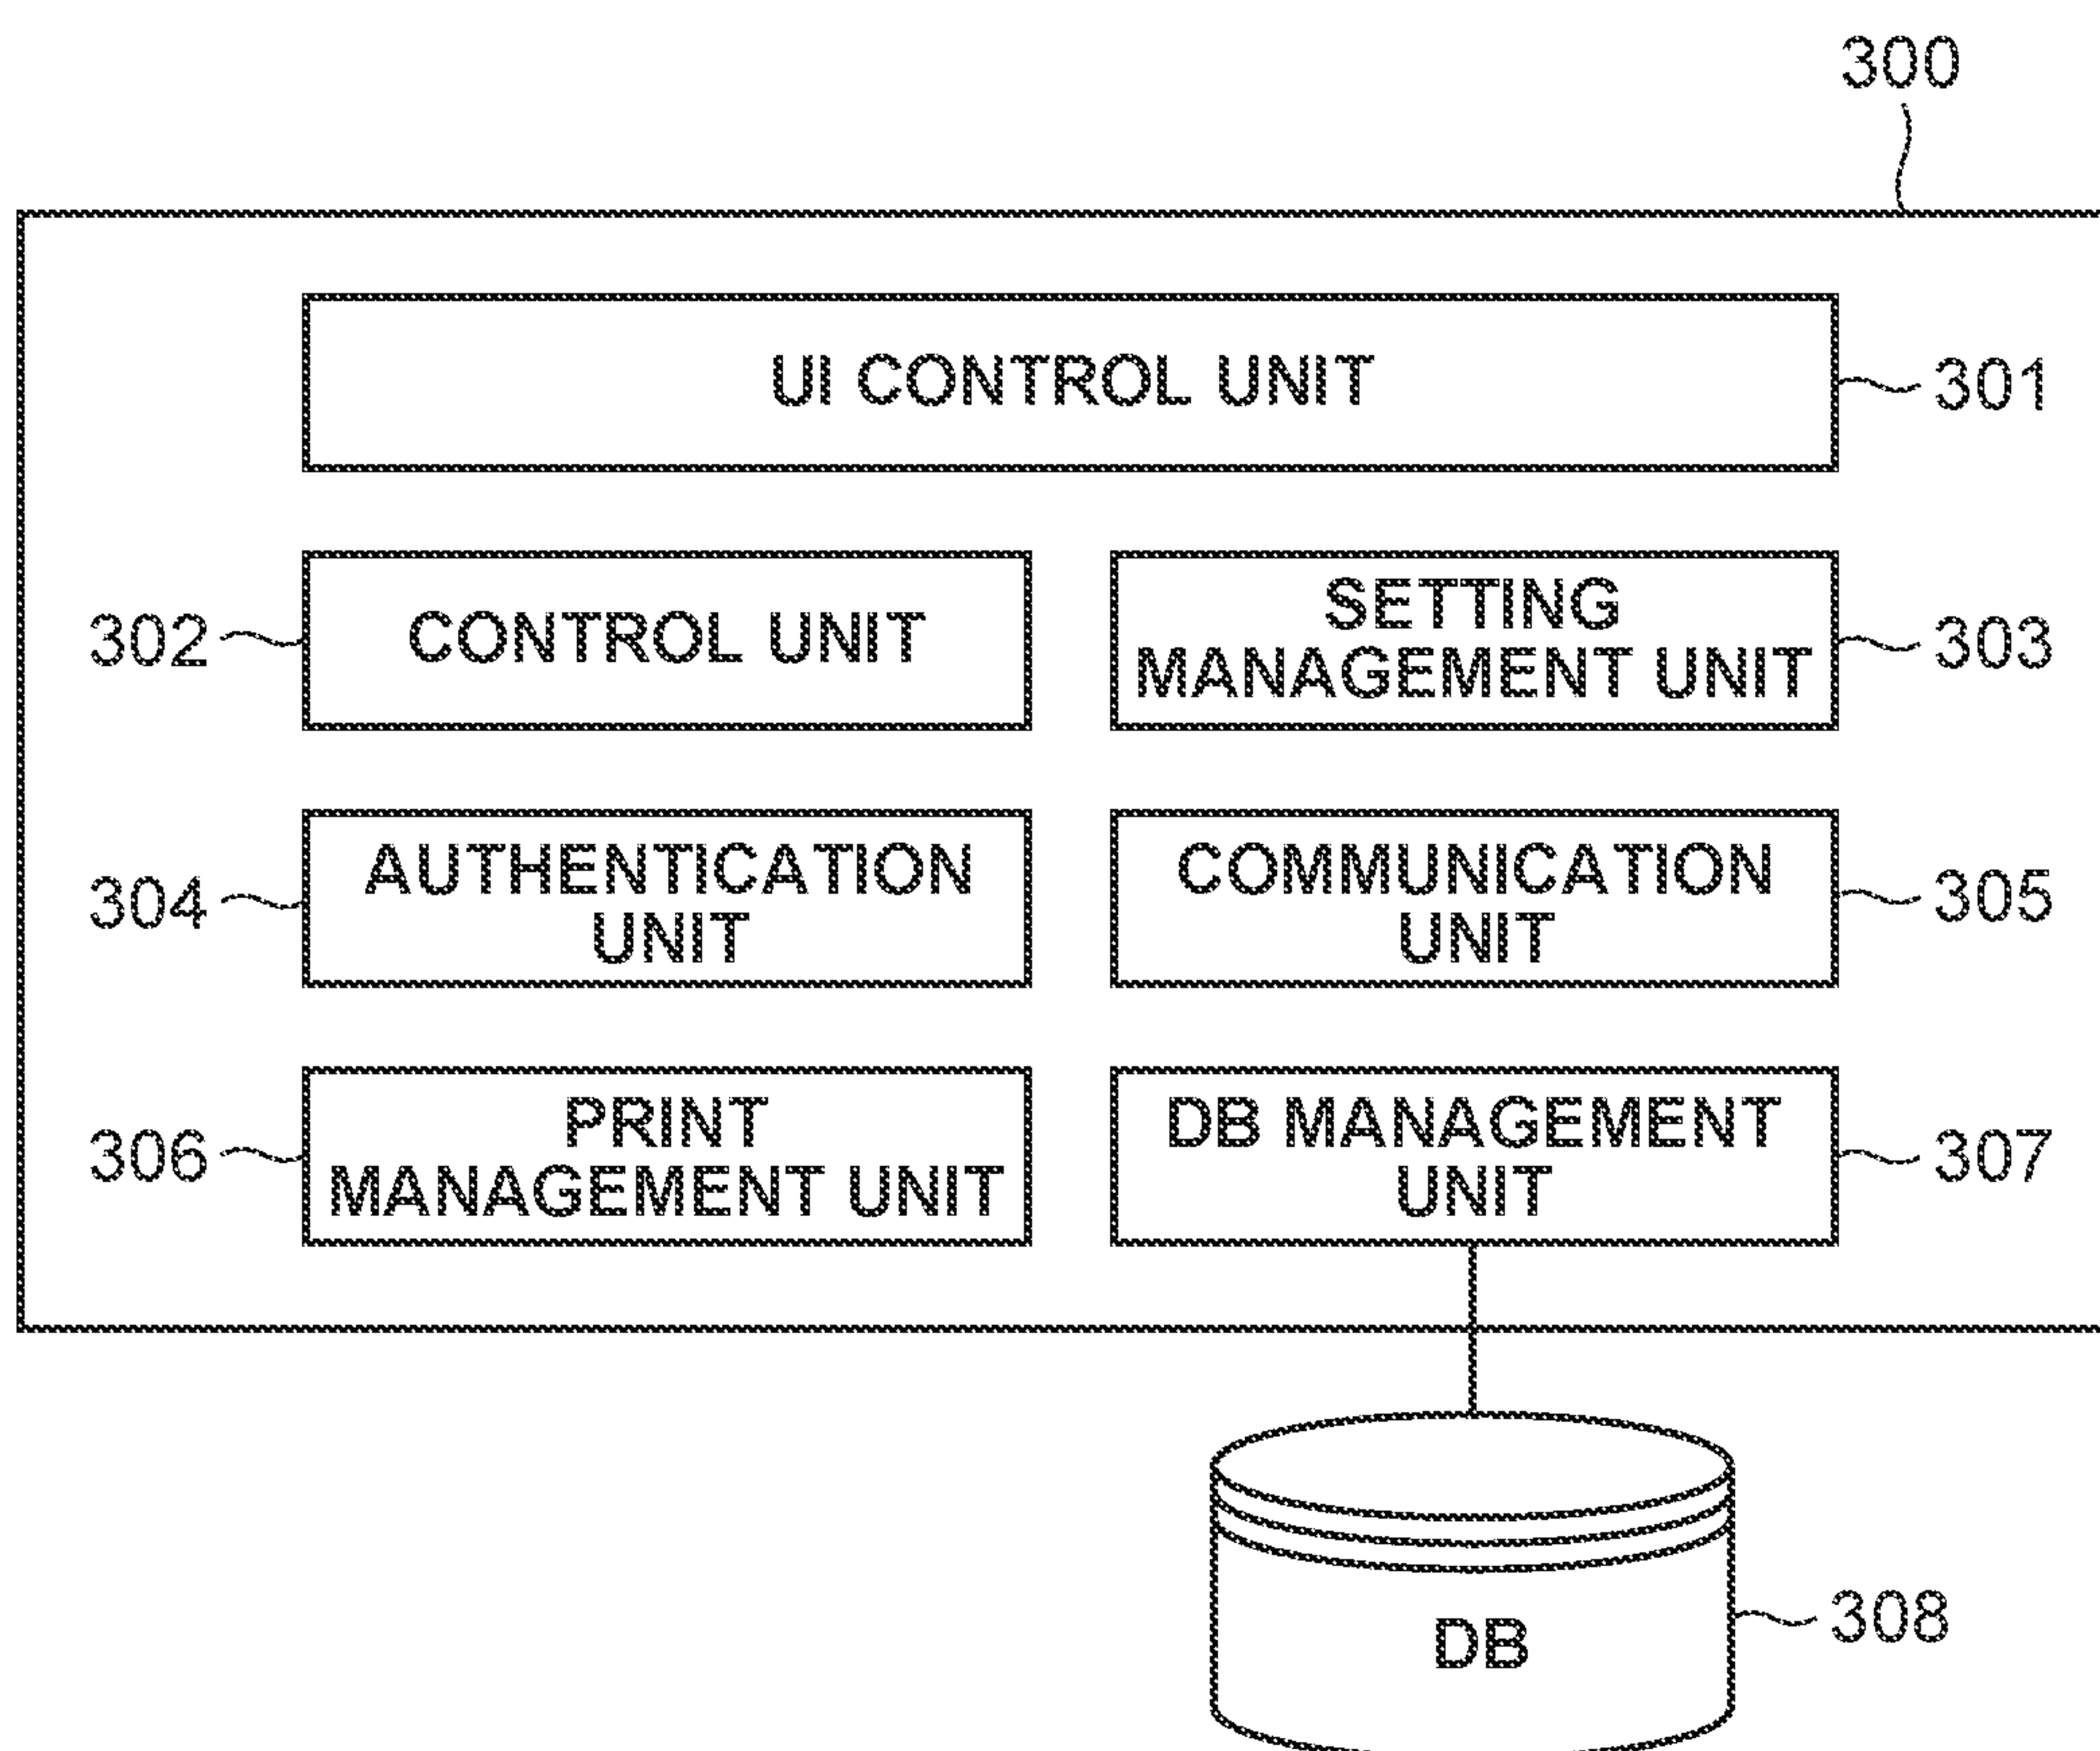 300
UI CONTROL UNIT
301
302
CONTROL UNIT
SETTING
MANAGEMENT UNIT
303
304
AUTHENTICATION
UNIT
COMMUNICATION
UNIT
305
306
PRINT
MANAGEMENT UNIT
DB MANAGEMENT
UNIT
307
DB
308